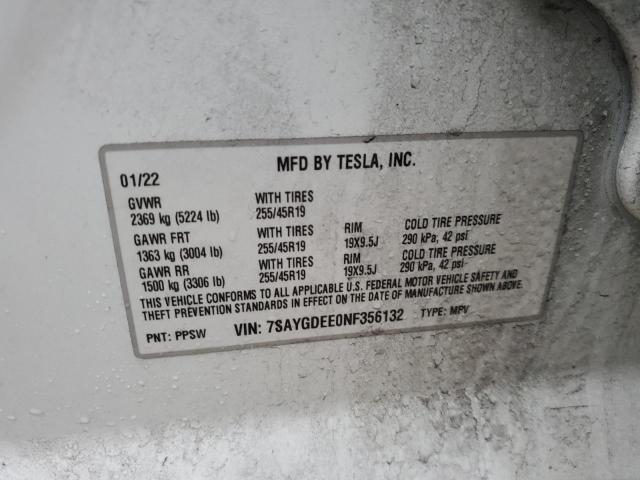 MFD BY TESLA, INC.
01/22
GVWR WITH TIRES
2369 kg (5224 lb) 255/45R19
GAWR FRT WITH TIRES RIM COLD TIRE PRESSURE
1363 kg (3004 lb) 255/45R19 19X9.5J 290 kPa, 42 psi
GAWR RR WITH TIRES RIM COLD TIRE PRESSURE
1500 kg (3306 lb) 255/45R19 19X9.5J 290 kPa, 42 psi
THIS VEHICLE CONFORMS TO ALL APPLICABLE U.S. FEDERAL MOTOR VEHICLE SAFETY AND
THEFT PREVENTION STANDARDS IN EFFECT ON THE DATE OF MANUFACTURE SHOWN ABOVE.
PNT: PPSW VIN: 7SAYGDEE0NF356132 TYPE: MPV